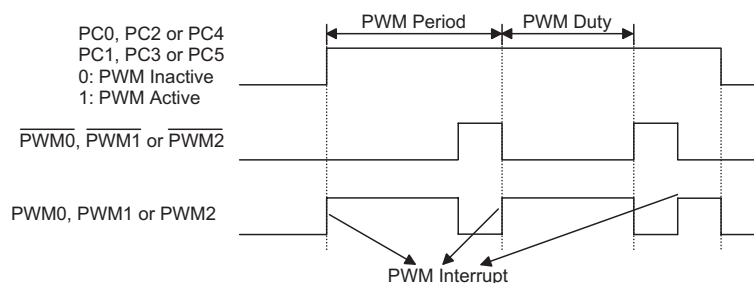 PWM Period
PWM Duty
PC0, PC2 or PC4
PC1, PC3 or PC5
0: PWM Inactive
1: PWM Active
PWM0, PWM1 or PWM2
PWM0, PWM1 or PWM2
PWM Interrupt